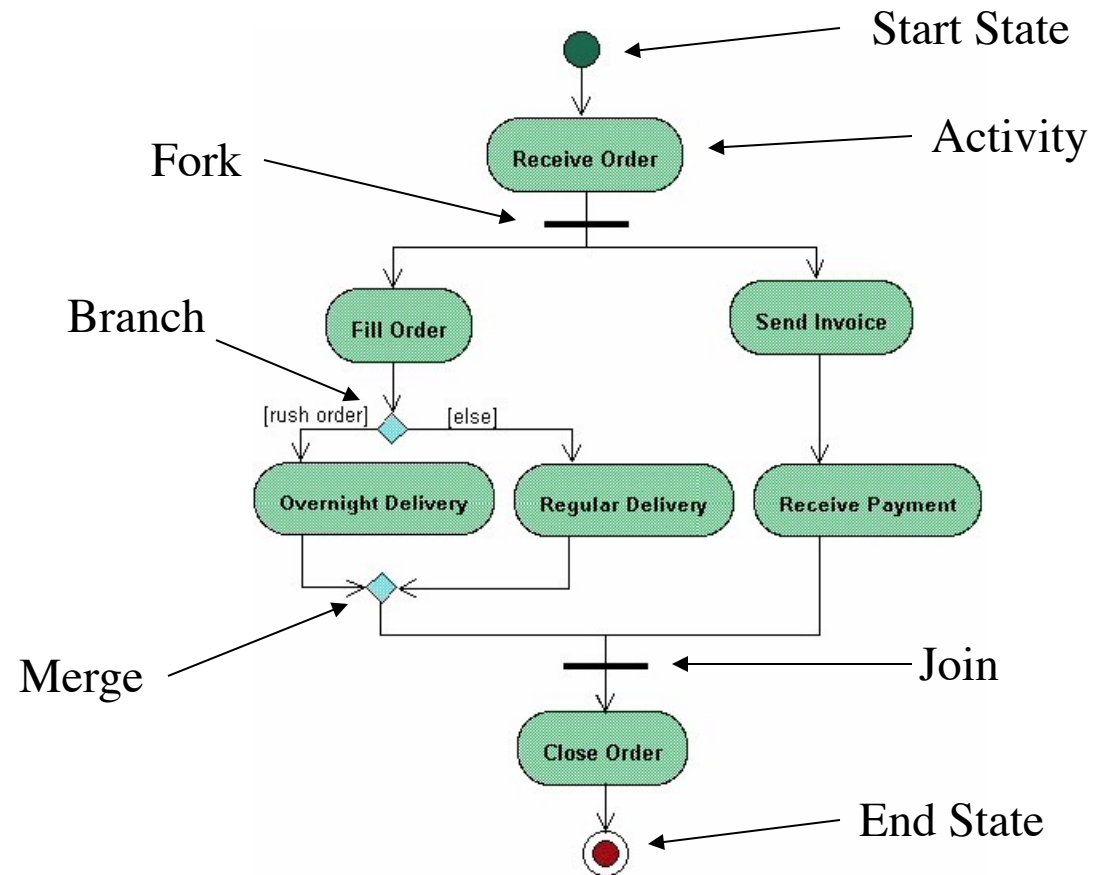 Start State
Activity
Receive Order
Fork
Fill Order
Send Invoice
Branch
[rush order]
[else]
Overnight Delivery
Regular Delivery
Receive Payment
Merge
Join
Close Order
End State